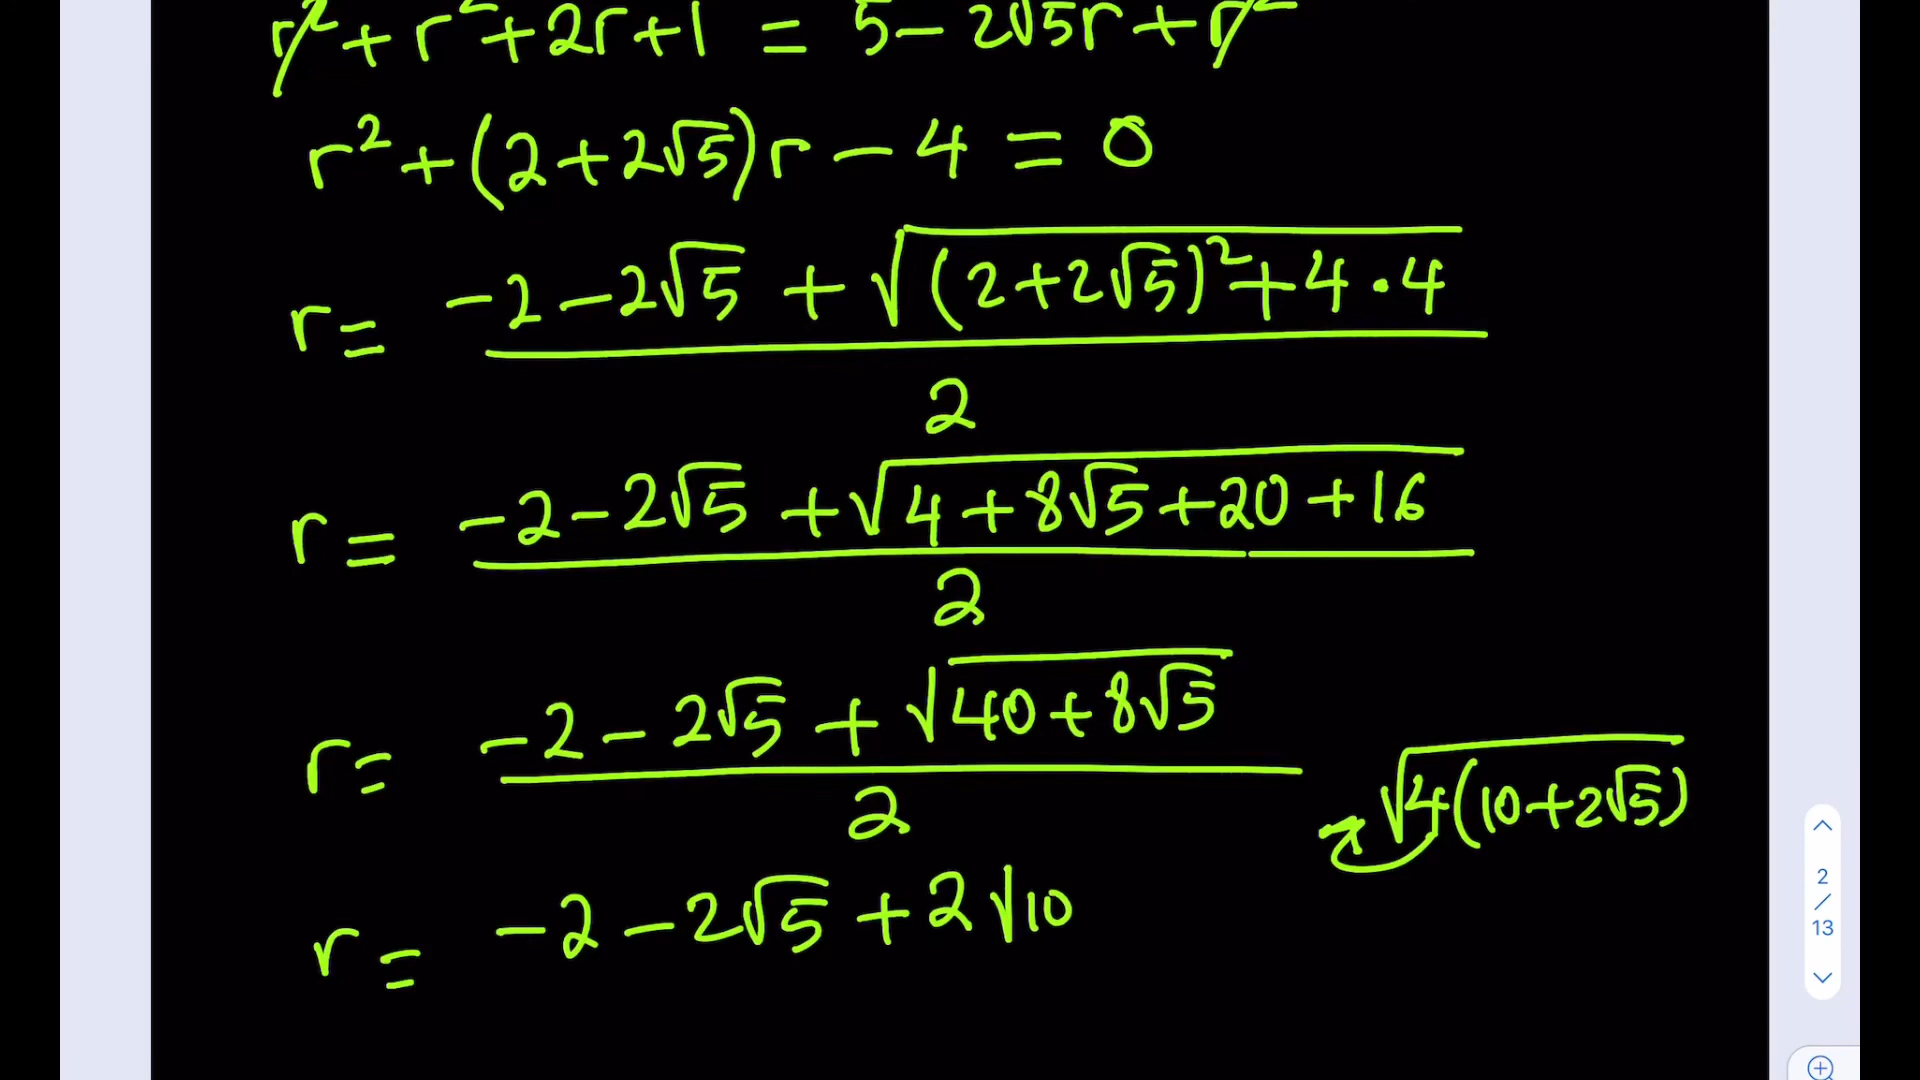 r² + r² + 2r + 1 = 5 - 2√5r + r²
r² + (2 + 2√5)r - 4 = 0
r = (-2 - 2√5 + √((2 + 2√5)² + 4 · 4)) / 2
r = (-2 - 2√5 + √(4 + 8√5 + 20 + 16)) / 2
r = (-2 - 2√5 + √(40 + 8√5)) / 2
√(4(10 + 2√5))
r = -2 - 2√5 + 2√10
2
/
13